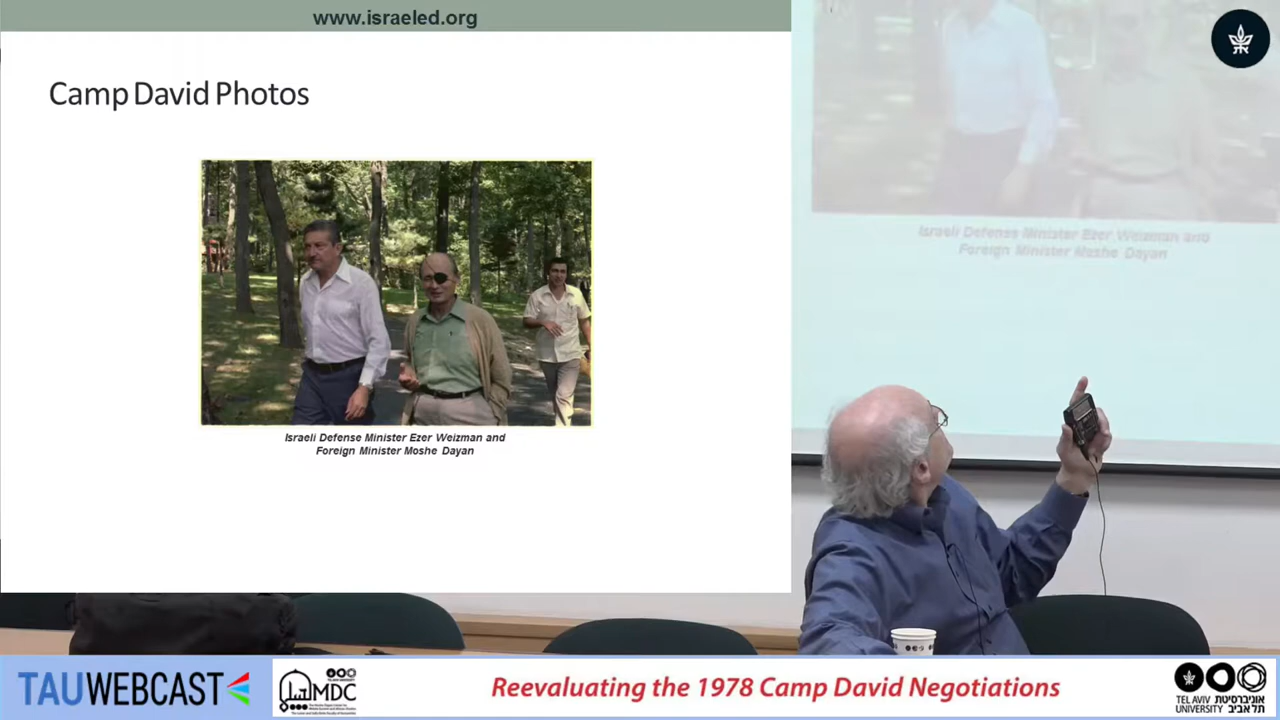 www.israeled.org
Camp David Photos
Israeli Defense Minister Ezer Weizman and
Foreign Minister Moshe Dayan
Israeli Defense Minister Ezer Weizman and
Foreign Minister Moshe Dayan
TAUWEBCAST
MDC
Reevaluating the 1978 Camp David Negotiations
TEL AVIV אוניברסיטת
UNIVERSITY תל אביב